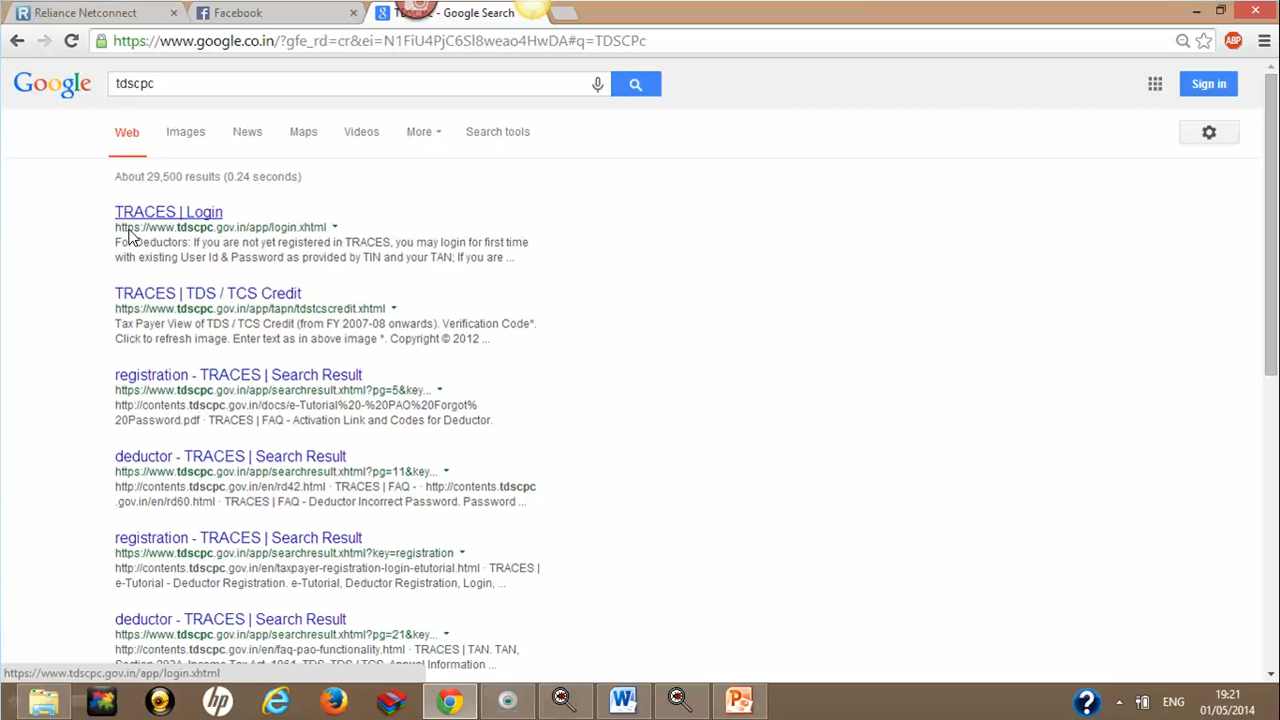 Reliance Netconnect
Facebook
- Google Search
https://www.google.co.in/?gfe_rd=cr&ei=N1FiU4PjC6Sl8weao4HwDA#q=TDSCPc
ABP
Google
tdscpc
Sign in
Web Images News Maps Videos More Search tools
About 29,500 results (0.24 seconds)
TRACES | Login
https://www.tdscpc.gov.in/app/login.xhtml
For Deductors: If you are not yet registered in TRACES, you may login for first time
with existing User Id & Password as provided by TIN and your TAN; If you are ...
TRACES | TDS / TCS Credit
https://www.tdscpc.gov.in/app/tapn/tdstcscredit.xhtml
Tax Payer View of TDS / TCS Credit (from FY 2007-08 onwards). Verification Code*.
Click to refresh image. Enter text as in above image *. Copyright © 2012 ...
registration - TRACES | Search Result
https://www.tdscpc.gov.in/app/searchresult.xhtml?pg=5&key...
http://contents.tdscpc.gov.in/docs/e-Tutorial%20-%20PAO%20Forgot%
20Password.pdf · TRACES | FAQ - Activation Link and Codes for Deductor.
deductor - TRACES | Search Result
https://www.tdscpc.gov.in/app/searchresult.xhtml?pg=11&key...
http://contents.tdscpc.gov.in/en/rd42.html · TRACES | FAQ - · http://contents.tdscpc
.gov.in/en/rd60.html · TRACES | FAQ - Deductor Incorrect Password. Password ...
registration - TRACES | Search Result
https://www.tdscpc.gov.in/app/searchresult.xhtml?key=registration
http://contents.tdscpc.gov.in/en/taxpayer-registration-login-etutorial.html · TRACES |
e-Tutorial - Deductor Registration. e-Tutorial, Deductor Registration, Login, ...
deductor - TRACES | Search Result
https://www.tdscpc.gov.in/app/searchresult.xhtml?pg=21&key...
http://contents.tdscpc.gov.in/en/faq-pao-functionality.html · TRACES | TAN. TAN,
Section 203A, Income Tax Act, 1961, TDS, TDS / TCS, Annual Information ...
https://www.tdscpc.gov.in/app/login.xhtml
ENG
19:21
01/05/2014